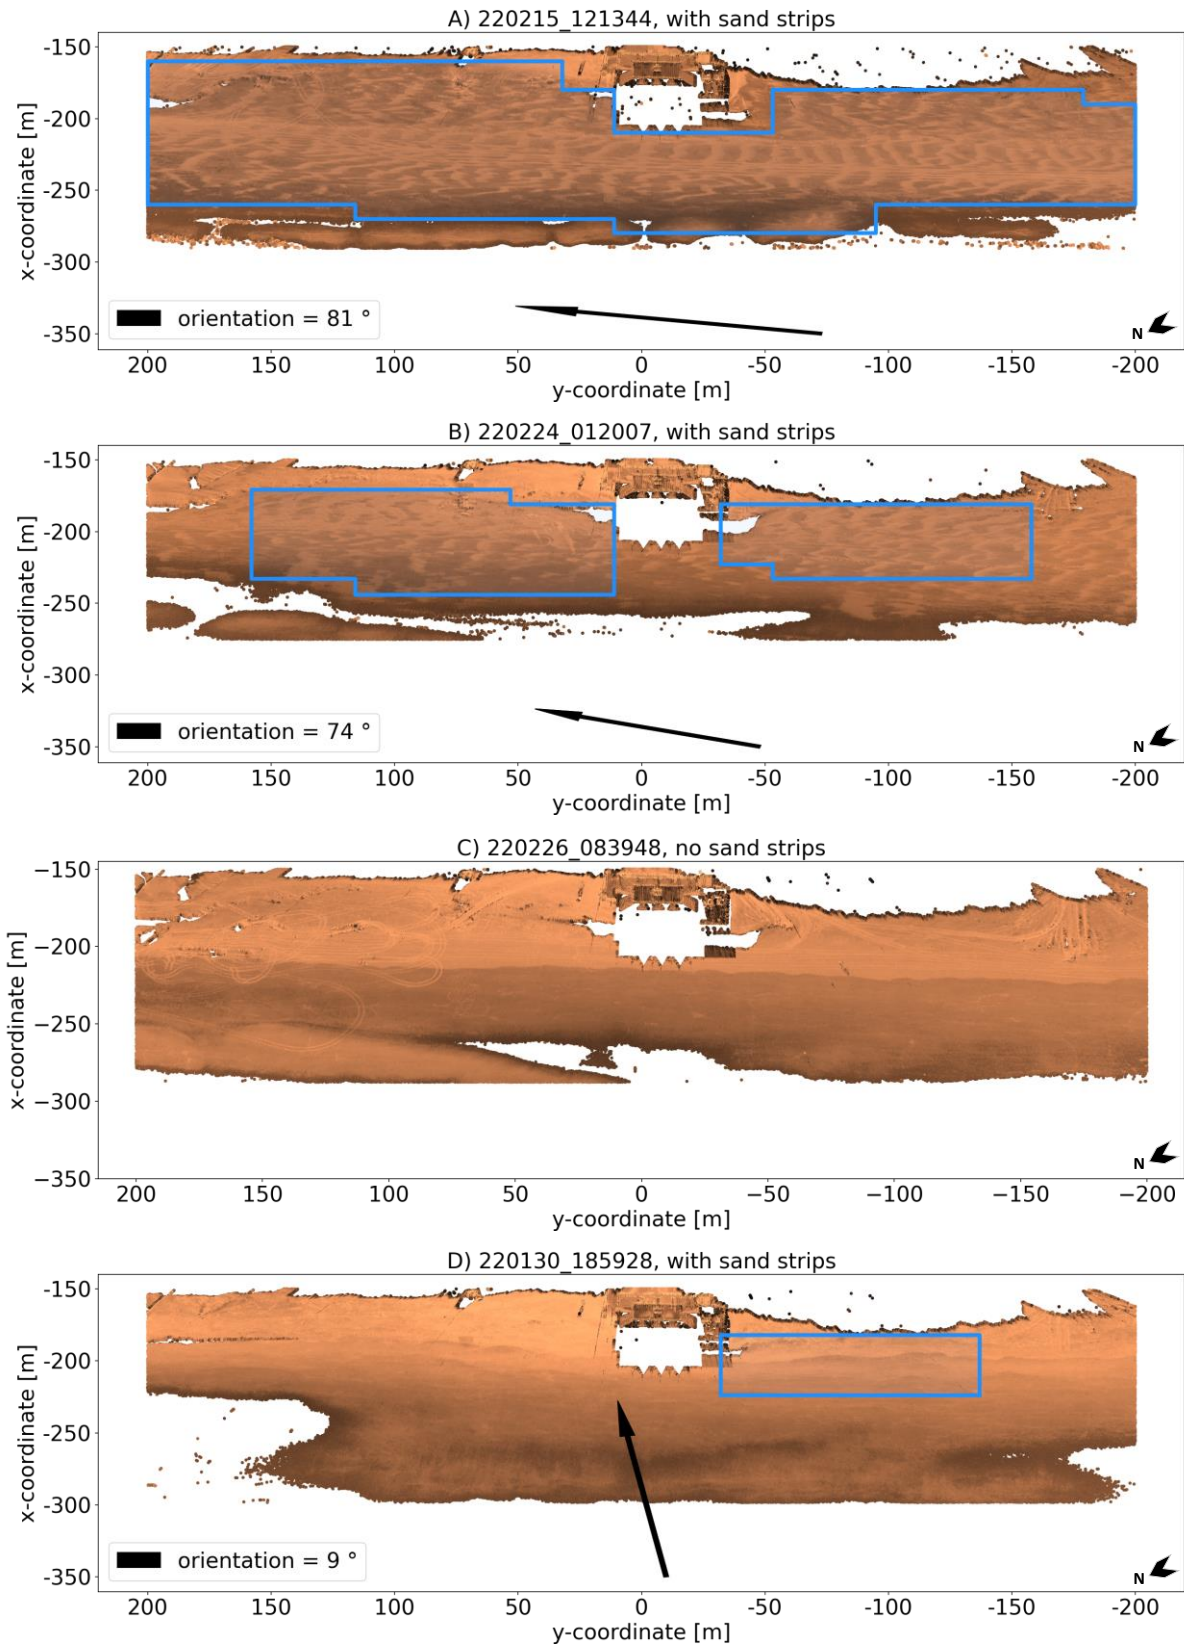 A) 220215_121344, with sand strips
-150
-200
-250
-300
-350
x-coordinate [m]
orientation = 81 °
N
200 150 100 50 0 -50 -100 -150 -200
y-coordinate [m]
B) 220224_012007, with sand strips
-150
-200
-250
-300
-350
x-coordinate [m]
orientation = 74 °
N
200 150 100 50 0 -50 -100 -150 -200
y-coordinate [m]
C) 220226_083948, no sand strips
−150
−200
−250
−300
−350
x-coordinate [m]
N
200 150 100 50 0 −50 −100 −150 −200
y-coordinate [m]
D) 220130_185928, with sand strips
-150
-200
-250
-300
-350
x-coordinate [m]
orientation = 9 °
N
200 150 100 50 0 -50 -100 -150 -200
y-coordinate [m]